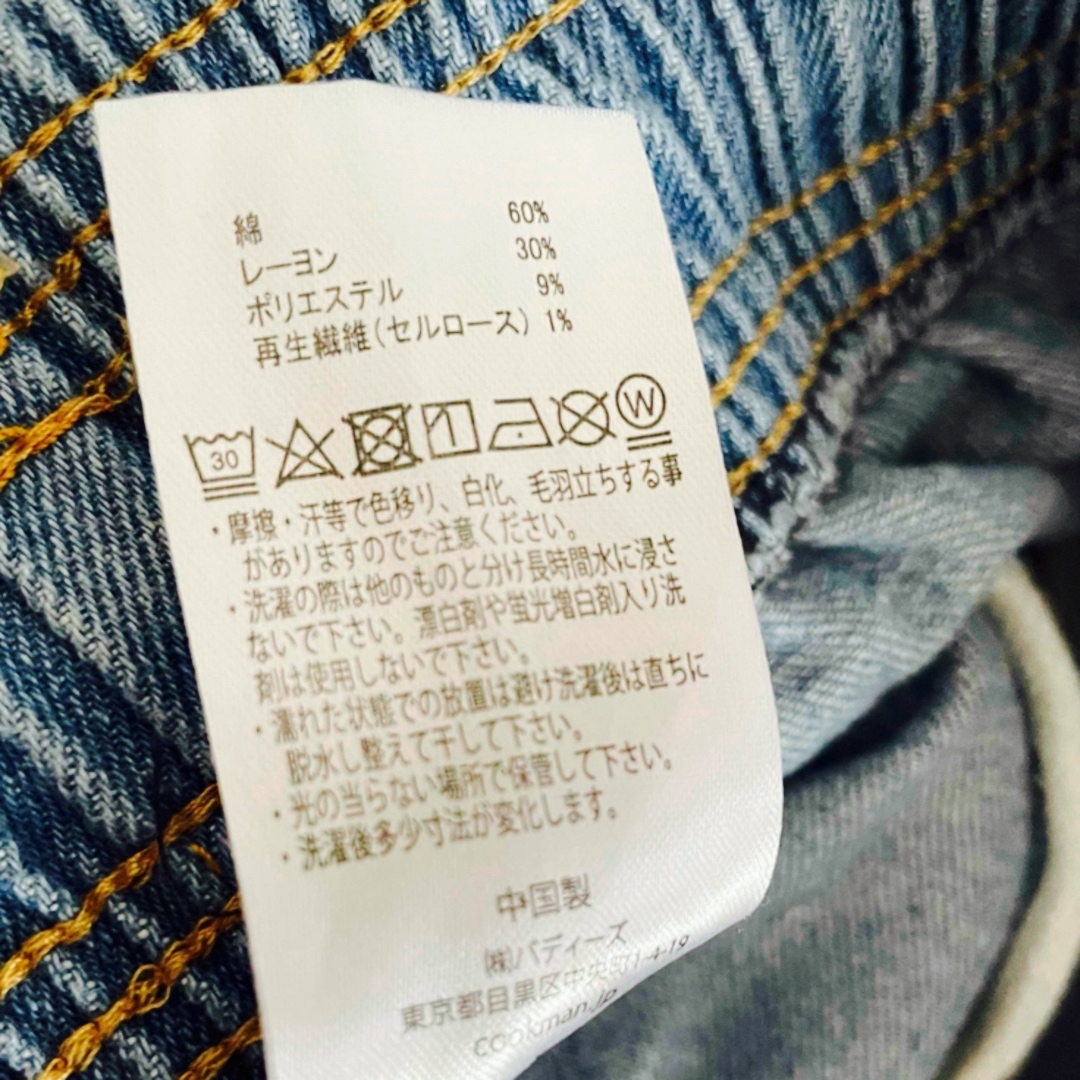 綿 60%
レーヨン 30%
ポリエステル 9%
再生繊維(セルロース) 1%
30 W
・摩擦・汗等で色移り、白化、毛羽立ちする事
がありますのでご注意ください。
・洗濯の際は他のものと分け長時間水に浸さ
ないで下さい。漂白剤や蛍光増白剤入り洗
剤は使用しないで下さい。
・濡れた状態での放置は避け洗濯後は直ちに
脱水し整えて干して下さい。
・光の当らない場所で保管して下さい。
・洗濯後多少寸法が変化します。
中国製
㈱バディーズ
東京都目黒区中央町1-4-19
cookman.jp